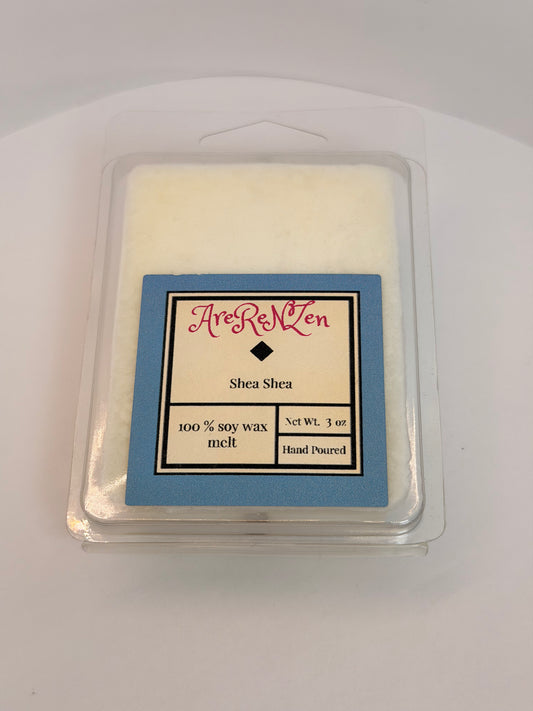 AreReNZen
Shea Shea
100 % soy wax
melt
Net Wt. 3 oz
Hand Poured